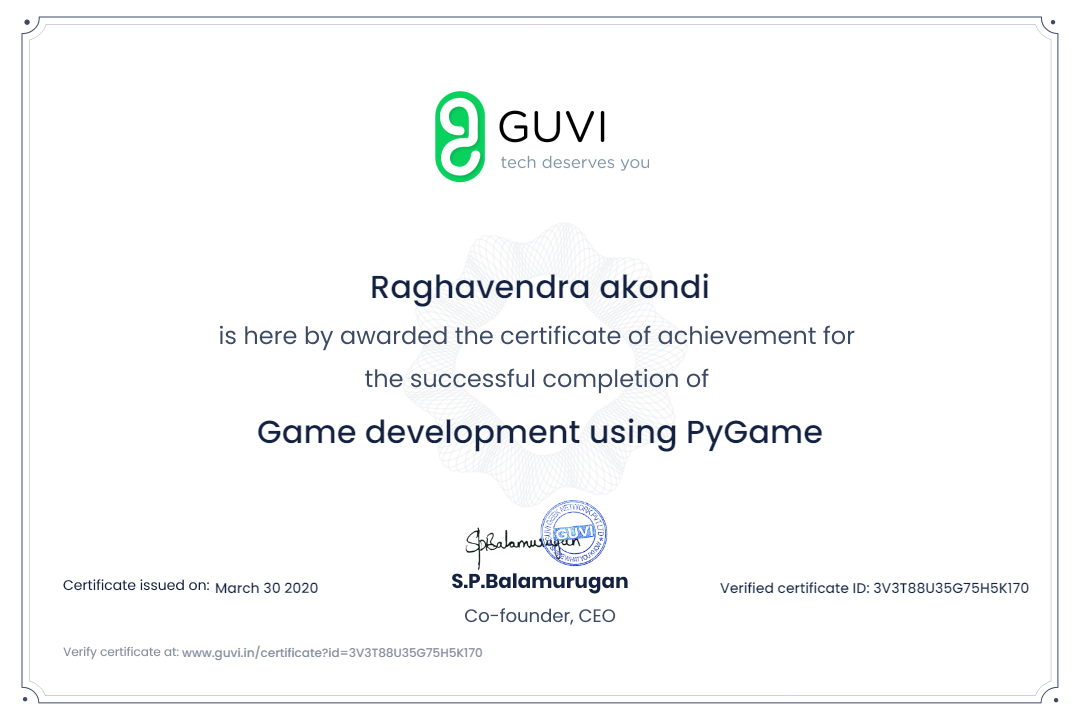 GUVI
tech deserves you
Raghavendra akondi
is here by awarded the certificate of achievement for
the successful completion of
Game development using PyGame
SpBalamurugan
GUVI
S.P.Balamurugan
Co-founder, CEO
Certificate issued on: March 30 2020
Verified certificate ID: 3V3T88U35G75H5K170
Verify certificate at: www.guvi.in/certificate?id=3V3T88U35G75H5K170